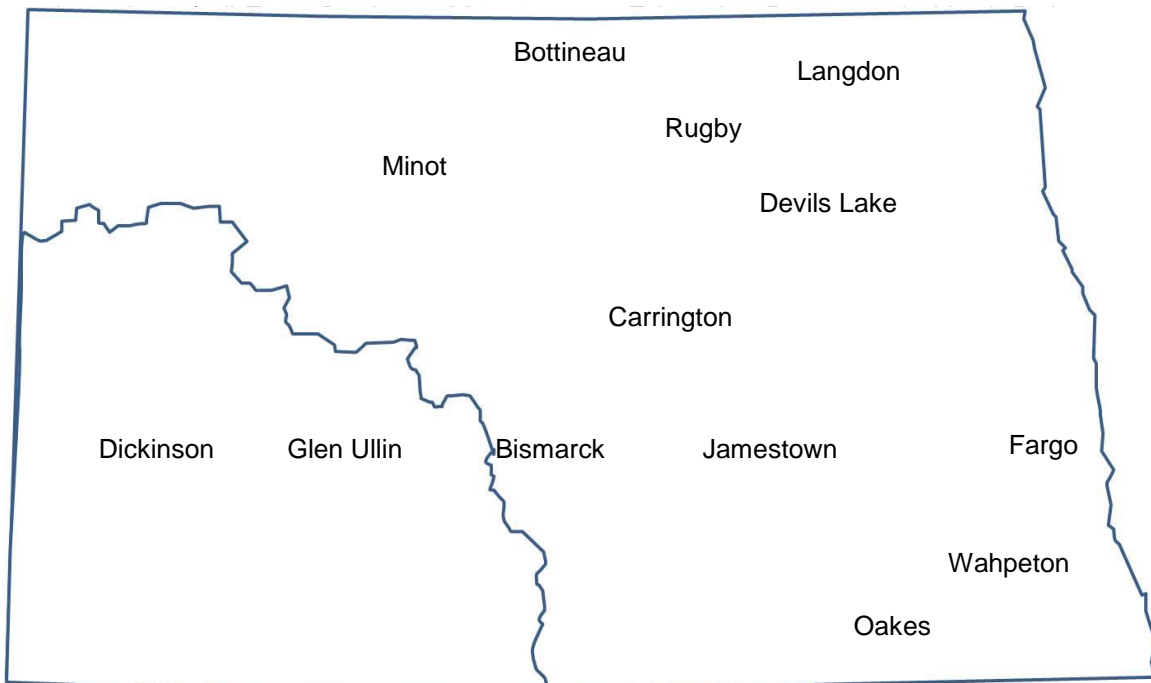 Bottineau
Langdon
Rugby
Minot
Devils Lake
Carrington
Dickinson
Glen Ullin
Bismarck
Jamestown
Fargo
Wahpeton
Oakes